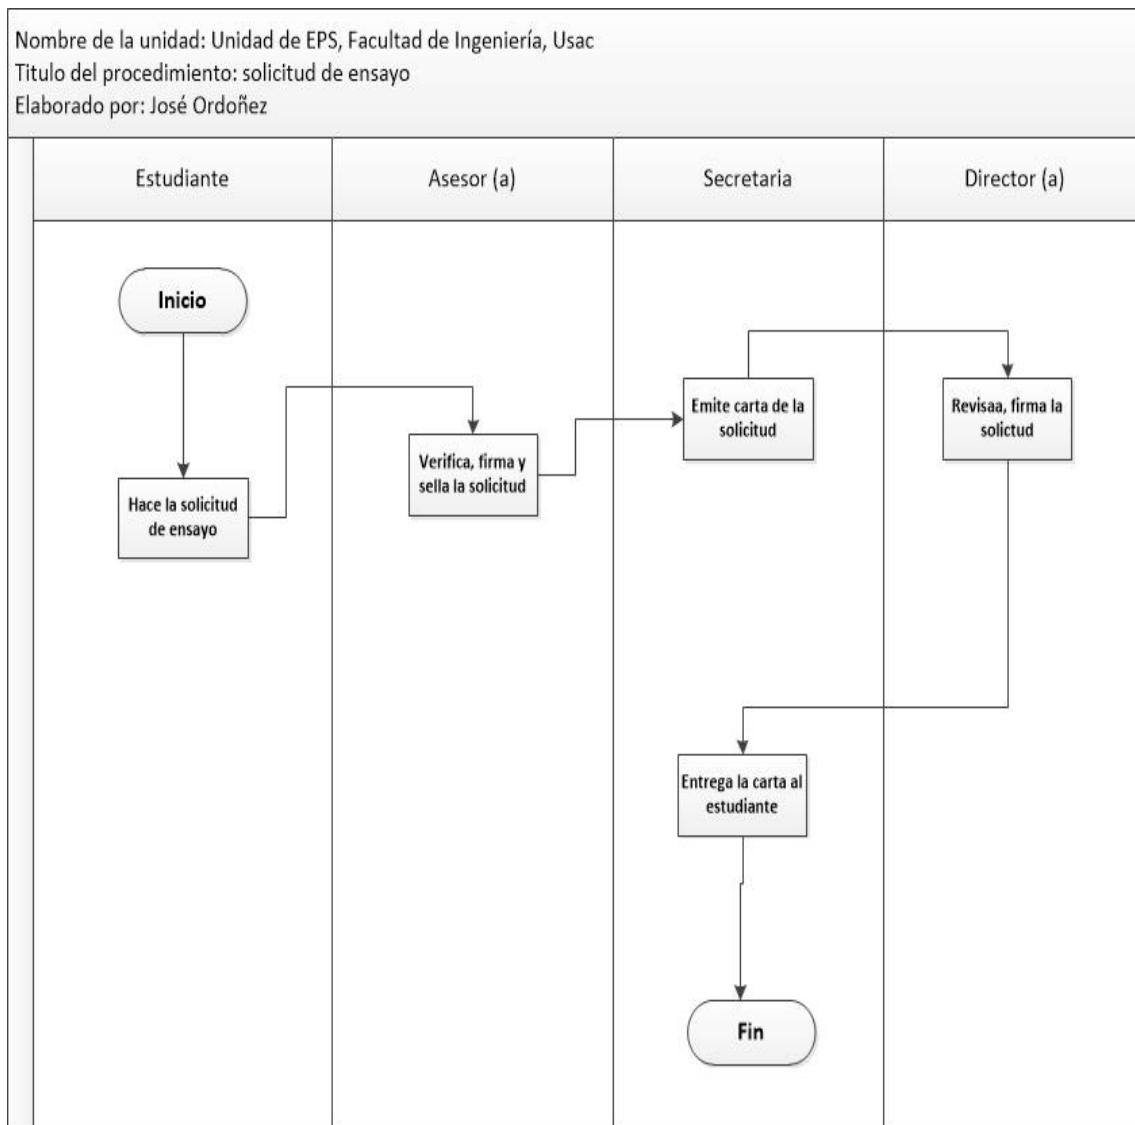 Nombre de la unidad: Unidad de EPS, Facultad de Ingeniería, Usac
Titulo del procedimiento: solicitud de ensayo
Elaborado por: José Ordoñez
Estudiante
Asesor (a)
Secretaria
Director (a)
Inicio
Hace la solicitud
de ensayo
Verifica, firma y
sella la solicitud
Emite carta de la
solicitud
Revisaa, firma la
solictud
Entrega la carta al
estudiante
Fin